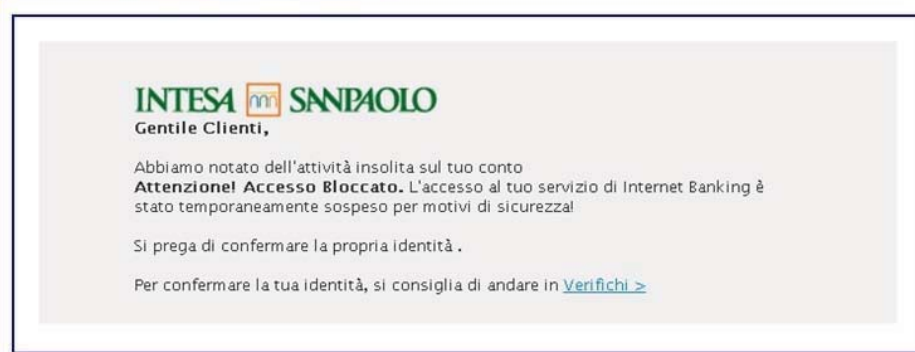 INTESA SANPAOLO
Gentile Clienti,
Abbiamo notato dell'attività insolita sul tuo conto
Attenzione! Accesso Bloccato. L'accesso al tuo servizio di Internet Banking è
stato temporaneamente sospeso per motivi di sicurezza!
Si prega di confermare la propria identità .
Per confermare la tua identità, si consiglia di andare in Verifichi >